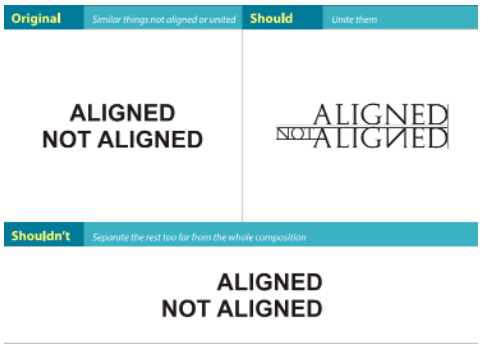 Original
Similar things not aligned or united
Should
Unite them
ALIGNED
NOT ALIGNED
ALIGNED
NOT ALIGИED
Shouldn't
Separate the rest too far from the whole composition
ALIGNED
NOT ALIGNED